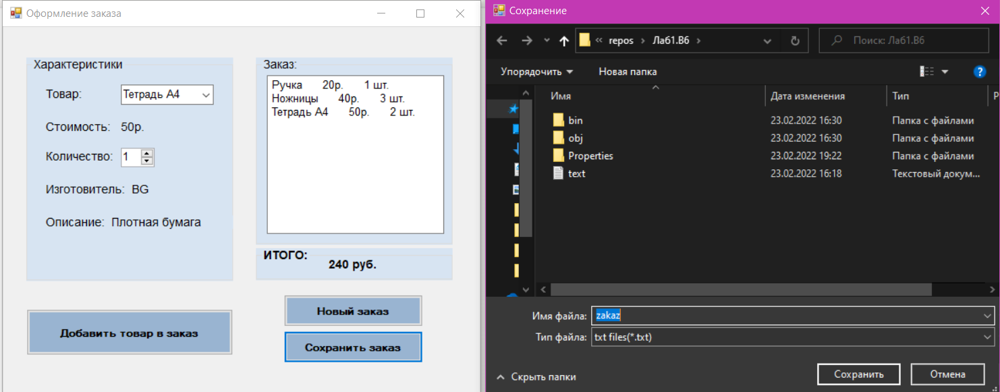 Оформление заказа
Характеристики
Товар: Тетрадь А4
Стоимость: 50р.
Количество: 1
Изготовитель: BG
Описание: Плотная бумага
Добавить товар в заказ
Заказ:
Ручка 20р. 1 шт.
Ножницы 40р. 3 шт.
Тетрадь А4 50р. 2 шт.
ИТОГО:
240 руб.
Новый заказ
Сохранить заказ
Сохранение
« repos › Лаб1.В6 ›
Поиск: Лаб1.В6
Упорядочить Новая папка ?
Имя Дата изменения Тип Р
bin 23.02.2022 16:30 Папка с файлами
obj 23.02.2022 16:30 Папка с файлами
Properties 23.02.2022 19:22 Папка с файлами
text 23.02.2022 16:18 Текстовый докум...
Имя файла: zakaz
Тип файла: txt files(*.txt)
Скрыть папки Сохранить Отмена